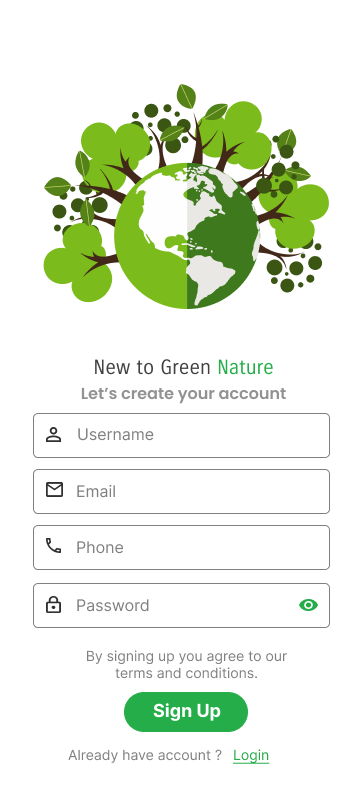 New to Green Nature
Let's create your account
Username
Email
Phone
Password
By signing up you agree to our
terms and conditions.
Sign Up
Already have account ? Login